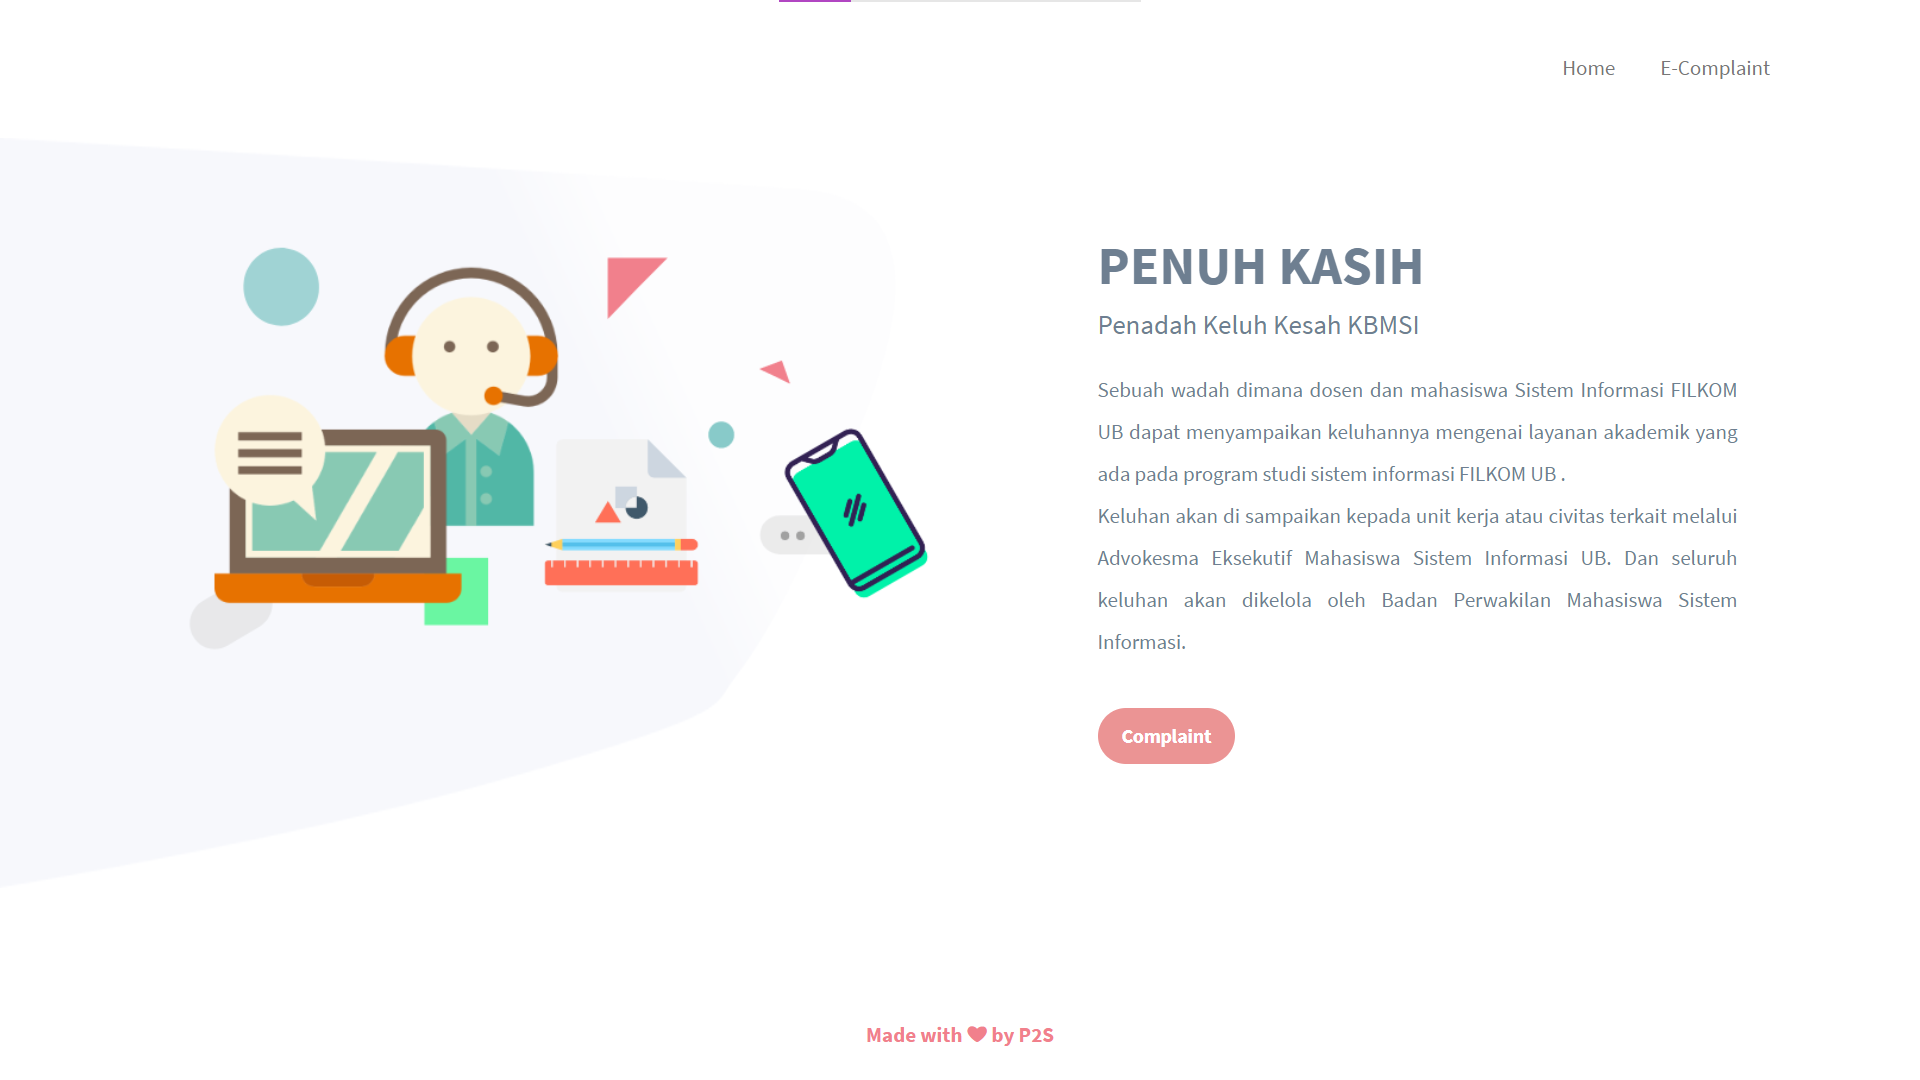 Home
E-Complaint
PENUH KASIH
Penadah Keluh Kesah KBMSI
Sebuah wadah dimana dosen dan mahasiswa Sistem Informasi FILKOM
UB dapat menyampaikan keluhannya mengenai layanan akademik yang
ada pada program studi sistem informasi FILKOM UB .
Keluhan akan di sampaikan kepada unit kerja atau civitas terkait melalui
Advokesma Eksekutif Mahasiswa Sistem Informasi UB. Dan seluruh
keluhan akan dikelola oleh Badan Perwakilan Mahasiswa Sistem
Informasi.
Complaint
Made with ❤ by P2S